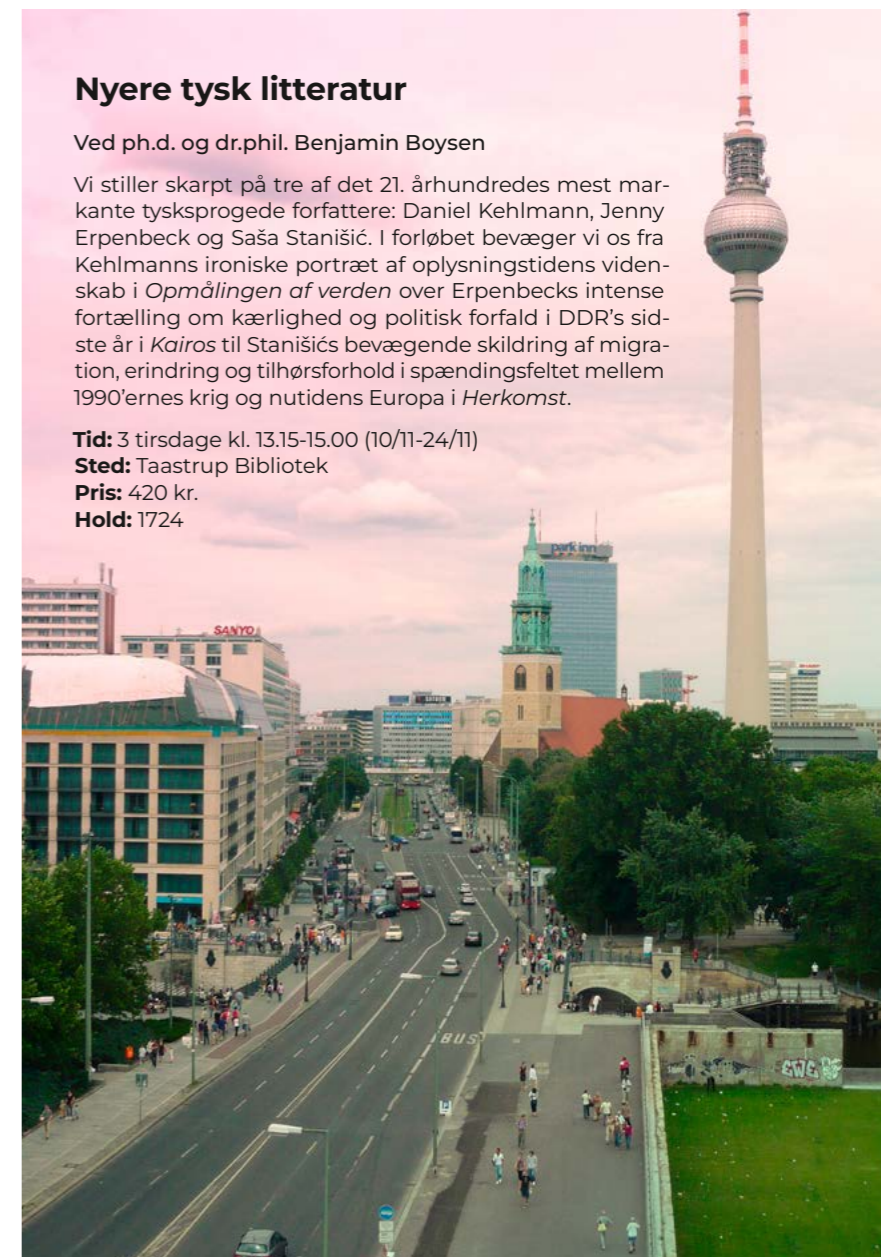 Nyere tysk litteratur
Ved ph.d. og dr.phil. Benjamin Boysen
Vi stiller skarpt på tre af det 21. århundredes mest mar-
kante tysksprogede forfattere: Daniel Kehlmann, Jenny
Erpenbeck og Saša Stanišić. I forløbet bevæger vi os fra
Kehlmanns ironiske portræt af oplysningstidens viden-
skab i Opmålingen af verden over Erpenbecks intense
fortælling om kærlighed og politisk forfald i DDR's sid-
ste år i Kairos til Stanišićs bevægende skildring af migra-
tion, erindring og tilhørsforhold i spændingsfeltet mellem
1990'ernes krig og nutidens Europa i Herkomst.
Tid: 3 tirsdage kl. 13.15-15.00 (10/11-24/11)
Sted: Taastrup Bibliotek
Pris: 420 kr.
Hold: 1724
park inn
SANYO
BUS
EWE